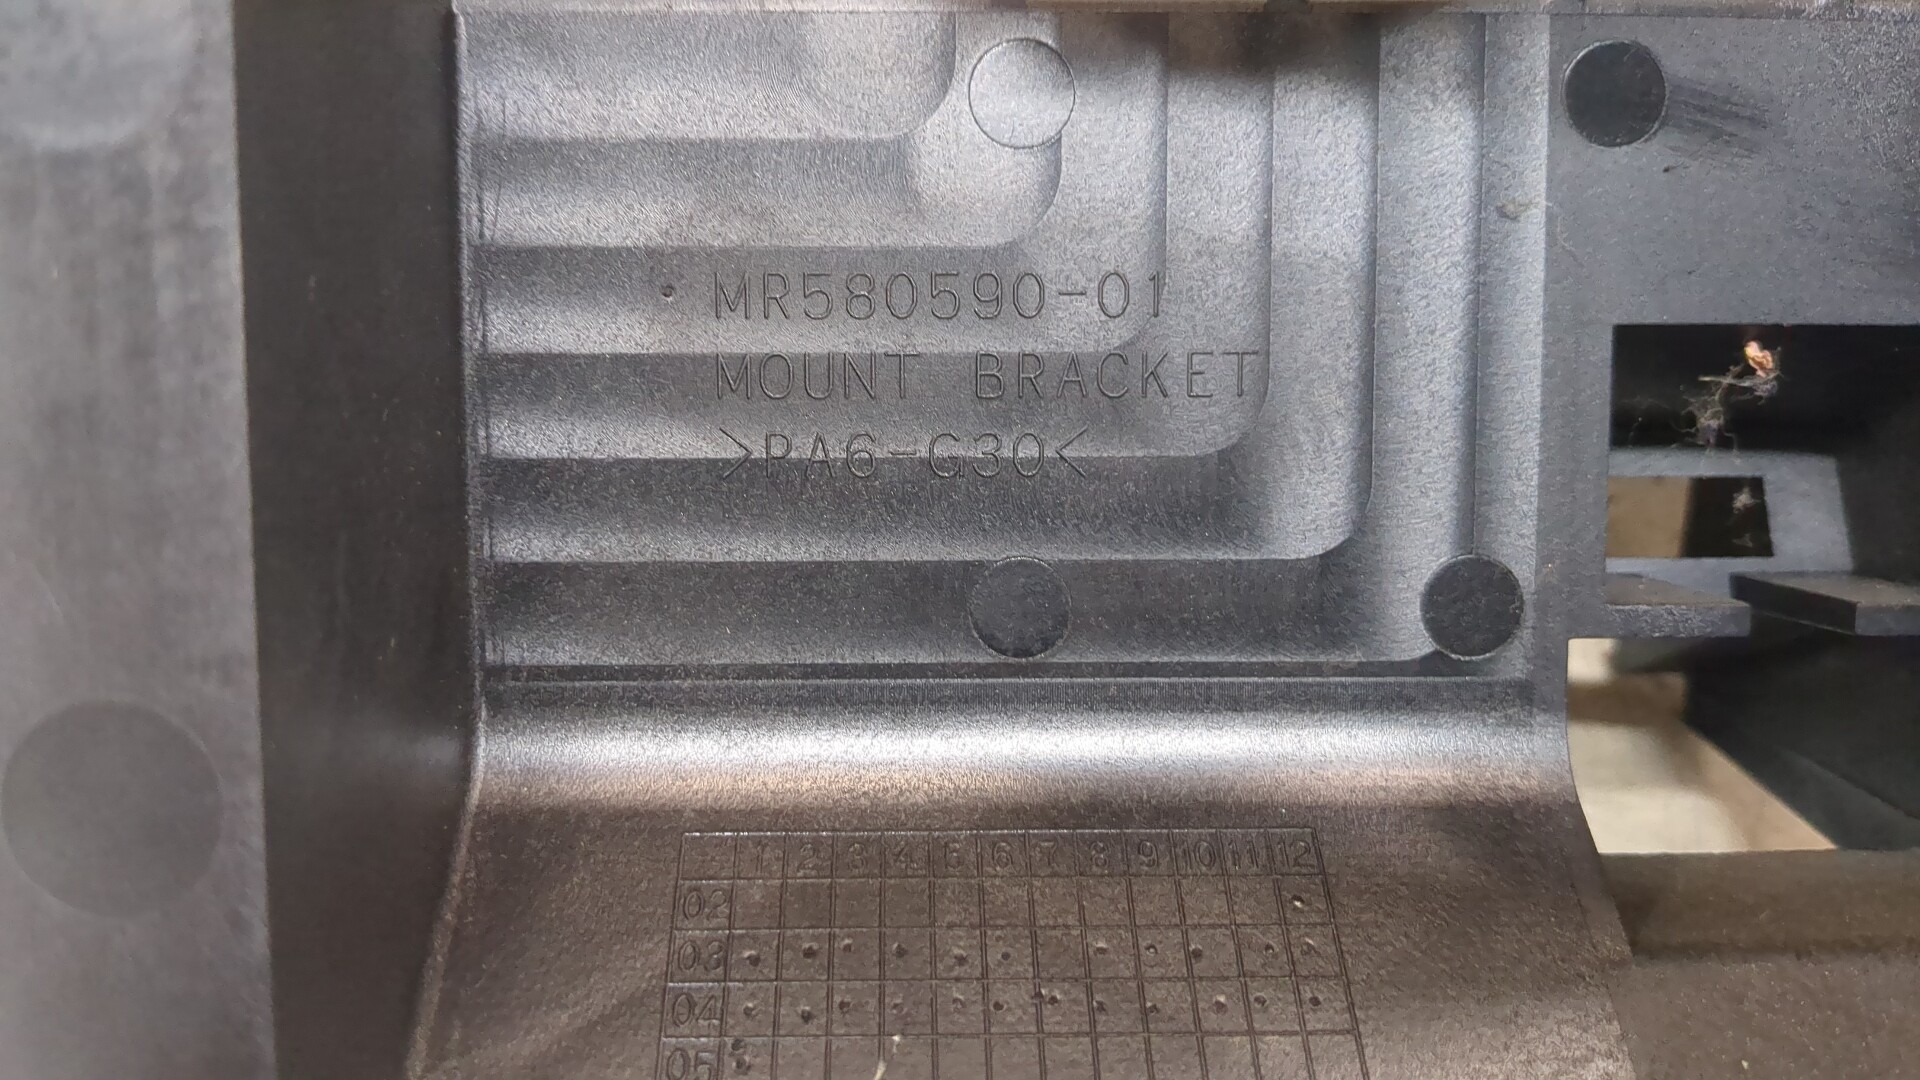 MR580590-01
MOUNT BRACKET
>PA6-G30<
1 2 3 4 5 6 7 8 9 10 11 12
02
03
04
05